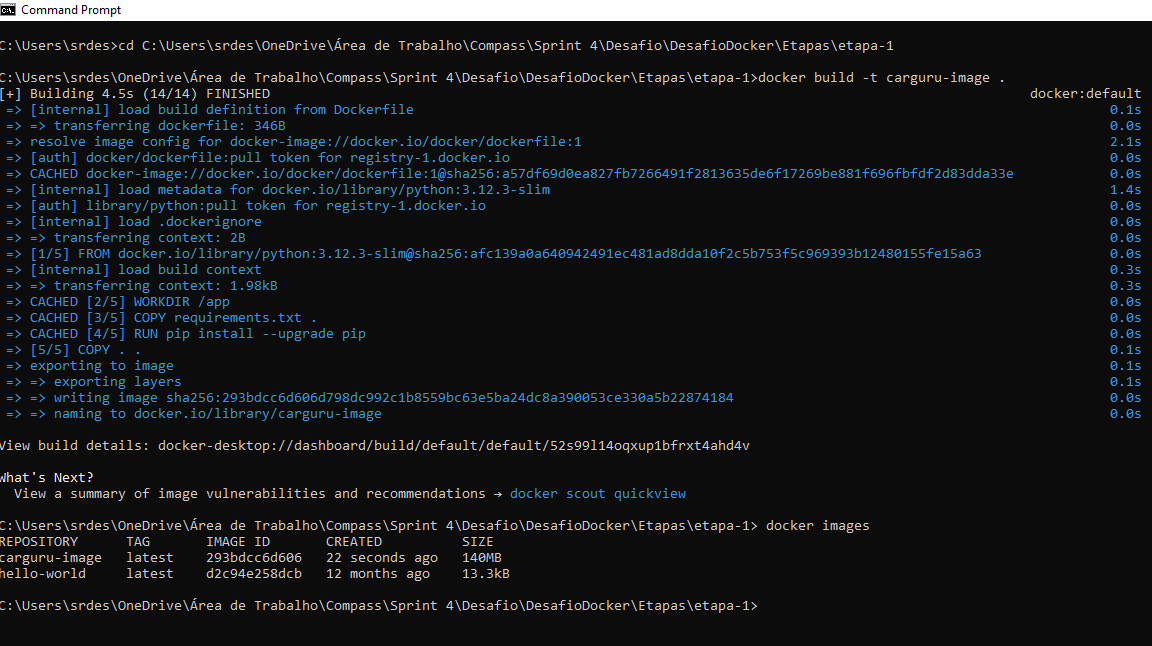 Command Prompt
C:\Users\srdes>cd C:\Users\srdes\OneDrive\Área de Trabalho\Compass\Sprint 4\Desafio\DesafioDocker\Etapas\etapa-1
C:\Users\srdes\OneDrive\Área de Trabalho\Compass\Sprint 4\Desafio\DesafioDocker\Etapas\etapa-1>docker build -t carguru-image .
[+] Building 4.5s (14/14) FINISHED docker:default
=> [internal] load build definition from Dockerfile 0.1s
=> => transferring dockerfile: 346B 0.0s
=> resolve image config for docker-image://docker.io/docker/dockerfile:1 2.1s
=> [auth] docker/dockerfile:pull token for registry-1.docker.io 0.0s
=> CACHED docker-image://docker.io/docker/dockerfile:1@sha256:a57df69d0ea827fb7266491f2813635de6f17269be881f696fbfdf2d83dda33e 0.0s
=> [internal] load metadata for docker.io/library/python:3.12.3-slim 1.4s
=> [auth] library/python:pull token for registry-1.docker.io 0.0s
=> [internal] load .dockerignore 0.0s
=> => transferring context: 2B 0.0s
=> [1/5] FROM docker.io/library/python:3.12.3-slim@sha256:afc139a0a640942491ec481ad8dda10f2c5b753f5c969393b12480155fe15a63 0.0s
=> [internal] load build context 0.3s
=> => transferring context: 1.98kB 0.3s
=> CACHED [2/5] WORKDIR /app 0.0s
=> CACHED [3/5] COPY requirements.txt . 0.0s
=> CACHED [4/5] RUN pip install --upgrade pip 0.0s
=> [5/5] COPY . . 0.1s
=> exporting to image 0.1s
=> => exporting layers 0.1s
=> => writing image sha256:293bdcc6d606d798dc992c1b8559bc63e5ba24dc8a390053ce330a5b22874184 0.0s
=> => naming to docker.io/library/carguru-image 0.0s
View build details: docker-desktop://dashboard/build/default/default/52s99l14oqxup1bfrxt4ahd4v
What's Next?
View a summary of image vulnerabilities and recommendations → docker scout quickview
C:\Users\srdes\OneDrive\Área de Trabalho\Compass\Sprint 4\Desafio\DesafioDocker\Etapas\etapa-1> docker images
REPOSITORY TAG IMAGE ID CREATED SIZE
carguru-image latest 293bdcc6d606 22 seconds ago 140MB
hello-world latest d2c94e258dcb 12 months ago 13.3kB
C:\Users\srdes\OneDrive\Área de Trabalho\Compass\Sprint 4\Desafio\DesafioDocker\Etapas\etapa-1>